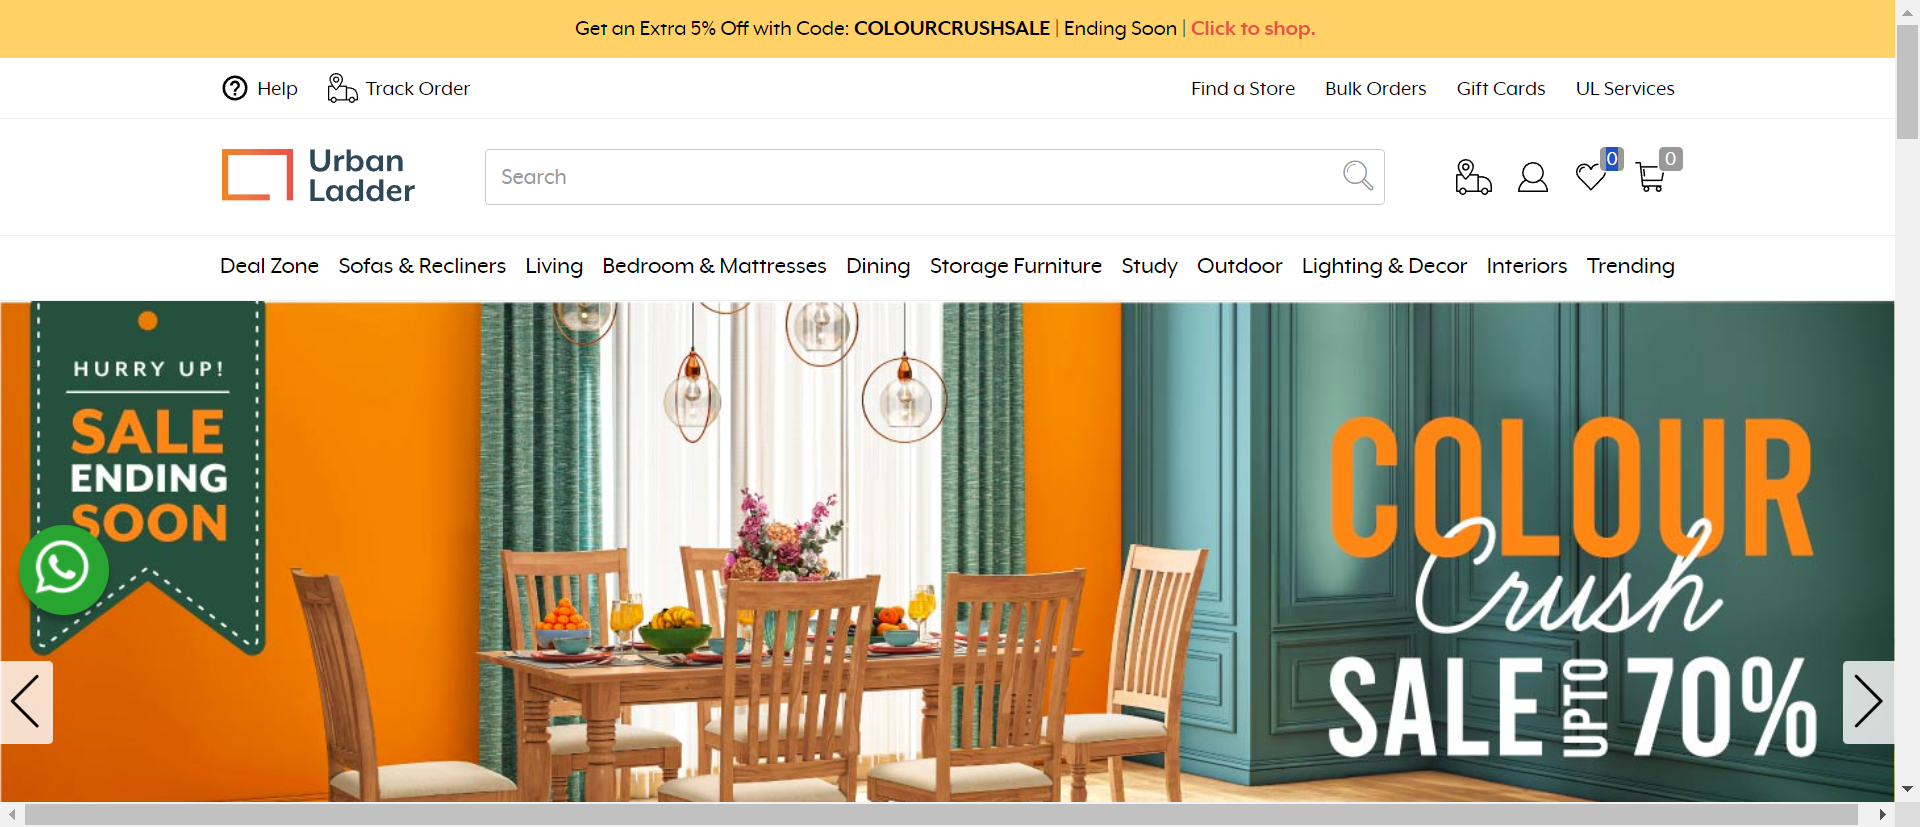 Get an Extra 5% Off with Code: COLOURCRUSHSALE | Ending Soon | Click to shop.
Help Track Order Find a Store Bulk Orders Gift Cards UL Services
Urban
Ladder
Search
0 0
Deal Zone Sofas & Recliners Living Bedroom & Mattresses Dining Storage Furniture Study Outdoor Lighting & Decor Interiors Trending
HURRY UP!
SALE
ENDING
SOON
COLOUR
Crush
SALE UPTO 70%